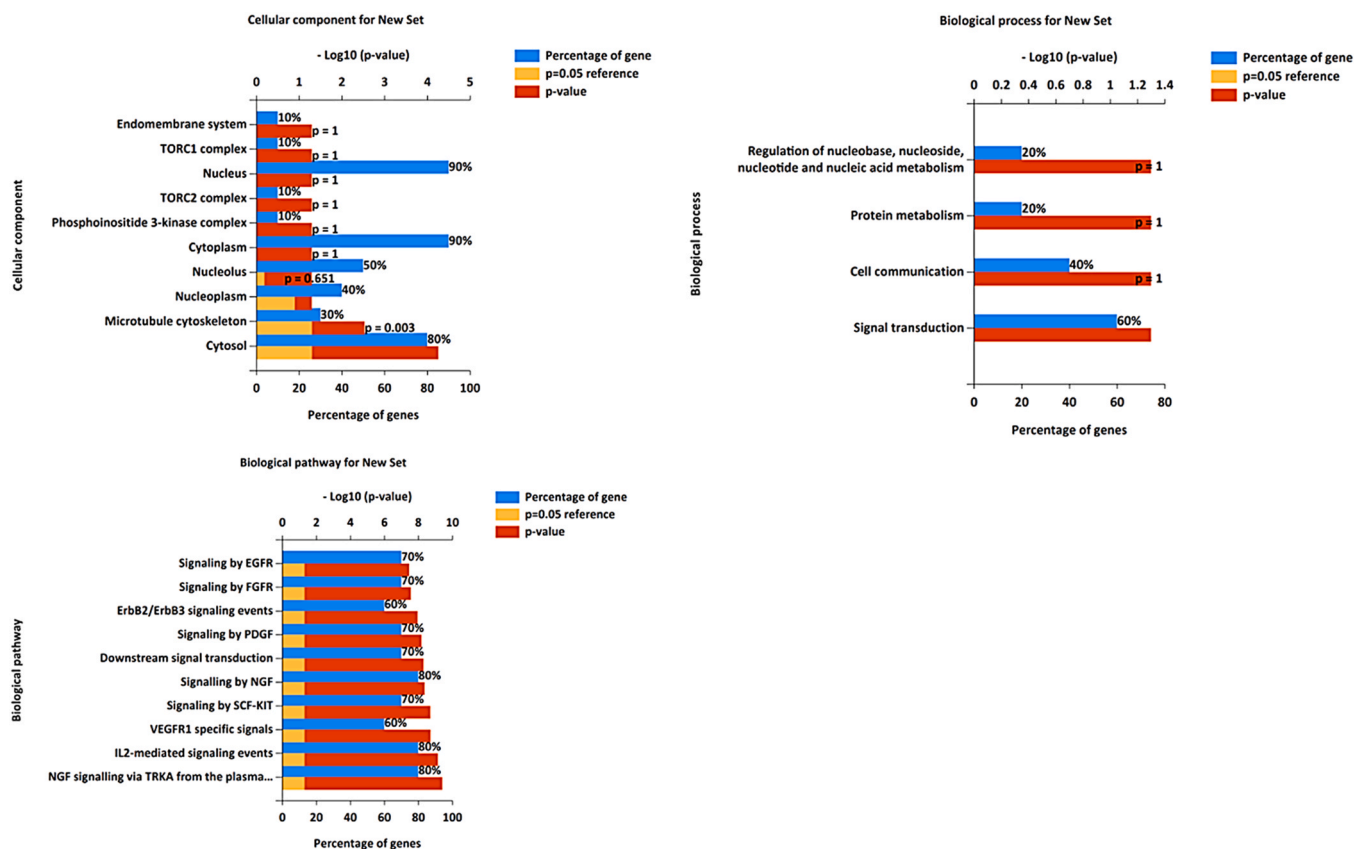 Cellular component for New Set
- Log10 (p-value)
0 1 2 3 4 5
Percentage of gene
p=0.05 reference
p-value
Cellular component
Endomembrane system
10%
p = 1
TORC1 complex
10%
p = 1
Nucleus
90%
p = 1
TORC2 complex
10%
p = 1
Phosphoinositide 3-kinase complex
10%
p = 1
Cytoplasm
90%
p = 1
Nucleolus
50%
p = 0.651
Nucleoplasm
40%
Microtubule cytoskeleton
30%
p = 0.003
Cytosol
80%
0 20 40 60 80 100
Percentage of genes
Biological process for New Set
- Log10 (p-value)
0 0.2 0.4 0.6 0.8 1 1.2 1.4
Percentage of gene
p=0.05 reference
p-value
Biological process
Regulation of nucleobase, nucleoside,
nucleotide and nucleic acid metabolism
20%
p = 1
Protein metabolism
20%
p = 1
Cell communication
40%
p = 1
Signal transduction
60%
0 20 40 60 80
Percentage of genes
Biological pathway for New Set
- Log10 (p-value)
0 2 4 6 8 10
Percentage of gene
p=0.05 reference
p-value
Biological pathway
Signaling by EGFR
70%
Signaling by FGFR
70%
ErbB2/ErbB3 signaling events
60%
Signaling by PDGF
70%
Downstream signal transduction
70%
Signalling by NGF
80%
Signaling by SCF-KIT
70%
VEGFR1 specific signals
60%
IL2-mediated signaling events
80%
NGF signalling via TRKA from the plasma...
80%
0 20 40 60 80 100
Percentage of genes